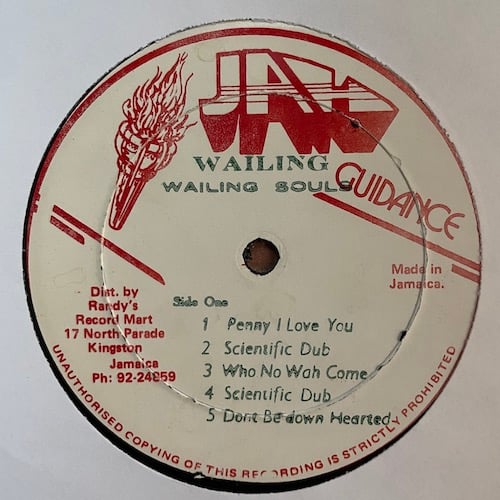 JAH
GUIDANCE
WAILING
WAILING SOULS
Made in
Jamaica.
Dist. by
Randy's
Record Mart
17 North Parade
Kingston
Jamaica
Ph: 92-24859
Side One
1 Penny I Love You
2 Scientific Dub
3 Who No Wah Come
4 Scientific Dub
5 Dont Be down Hearted
UNAUTHORISED COPYING OF THIS RECORDING IS STRICTLY PROHIBITED